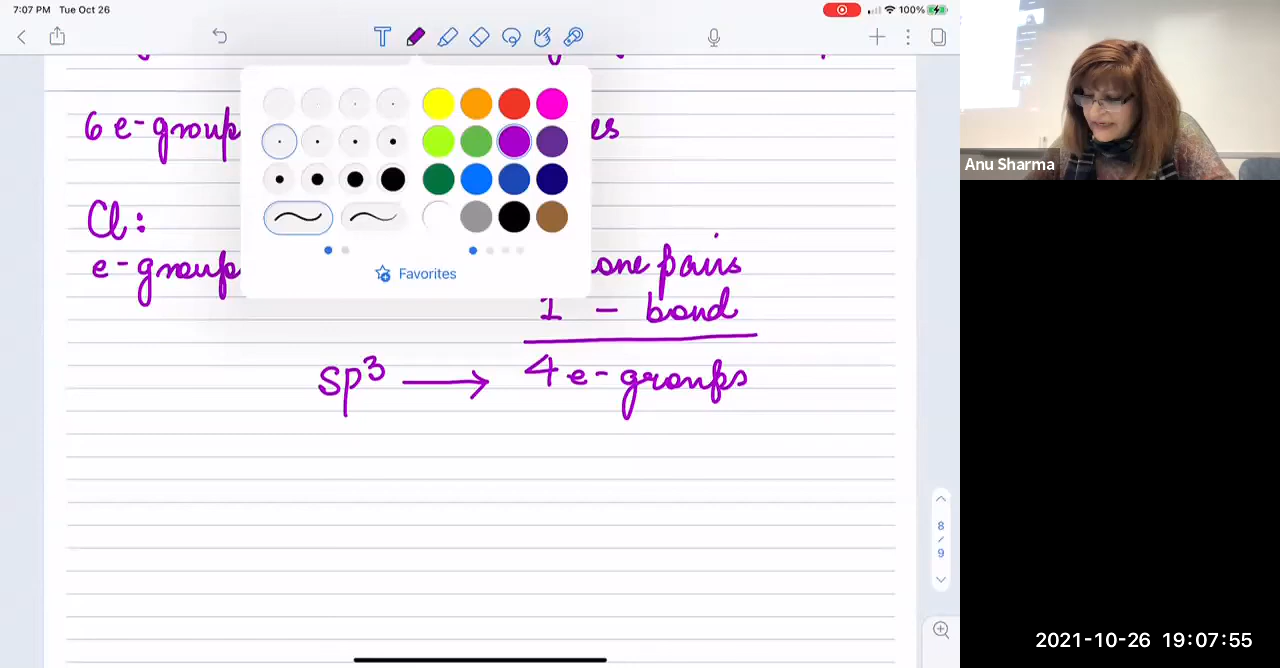 7:07 PM Tue Oct 26
100%
6 e-group
es
Cl:
e-group
one pairs
1 - bond
sp³ → 4 e-groups
Favorites
8
/
9
Anu Sharma
2021-10-26 19:07:55